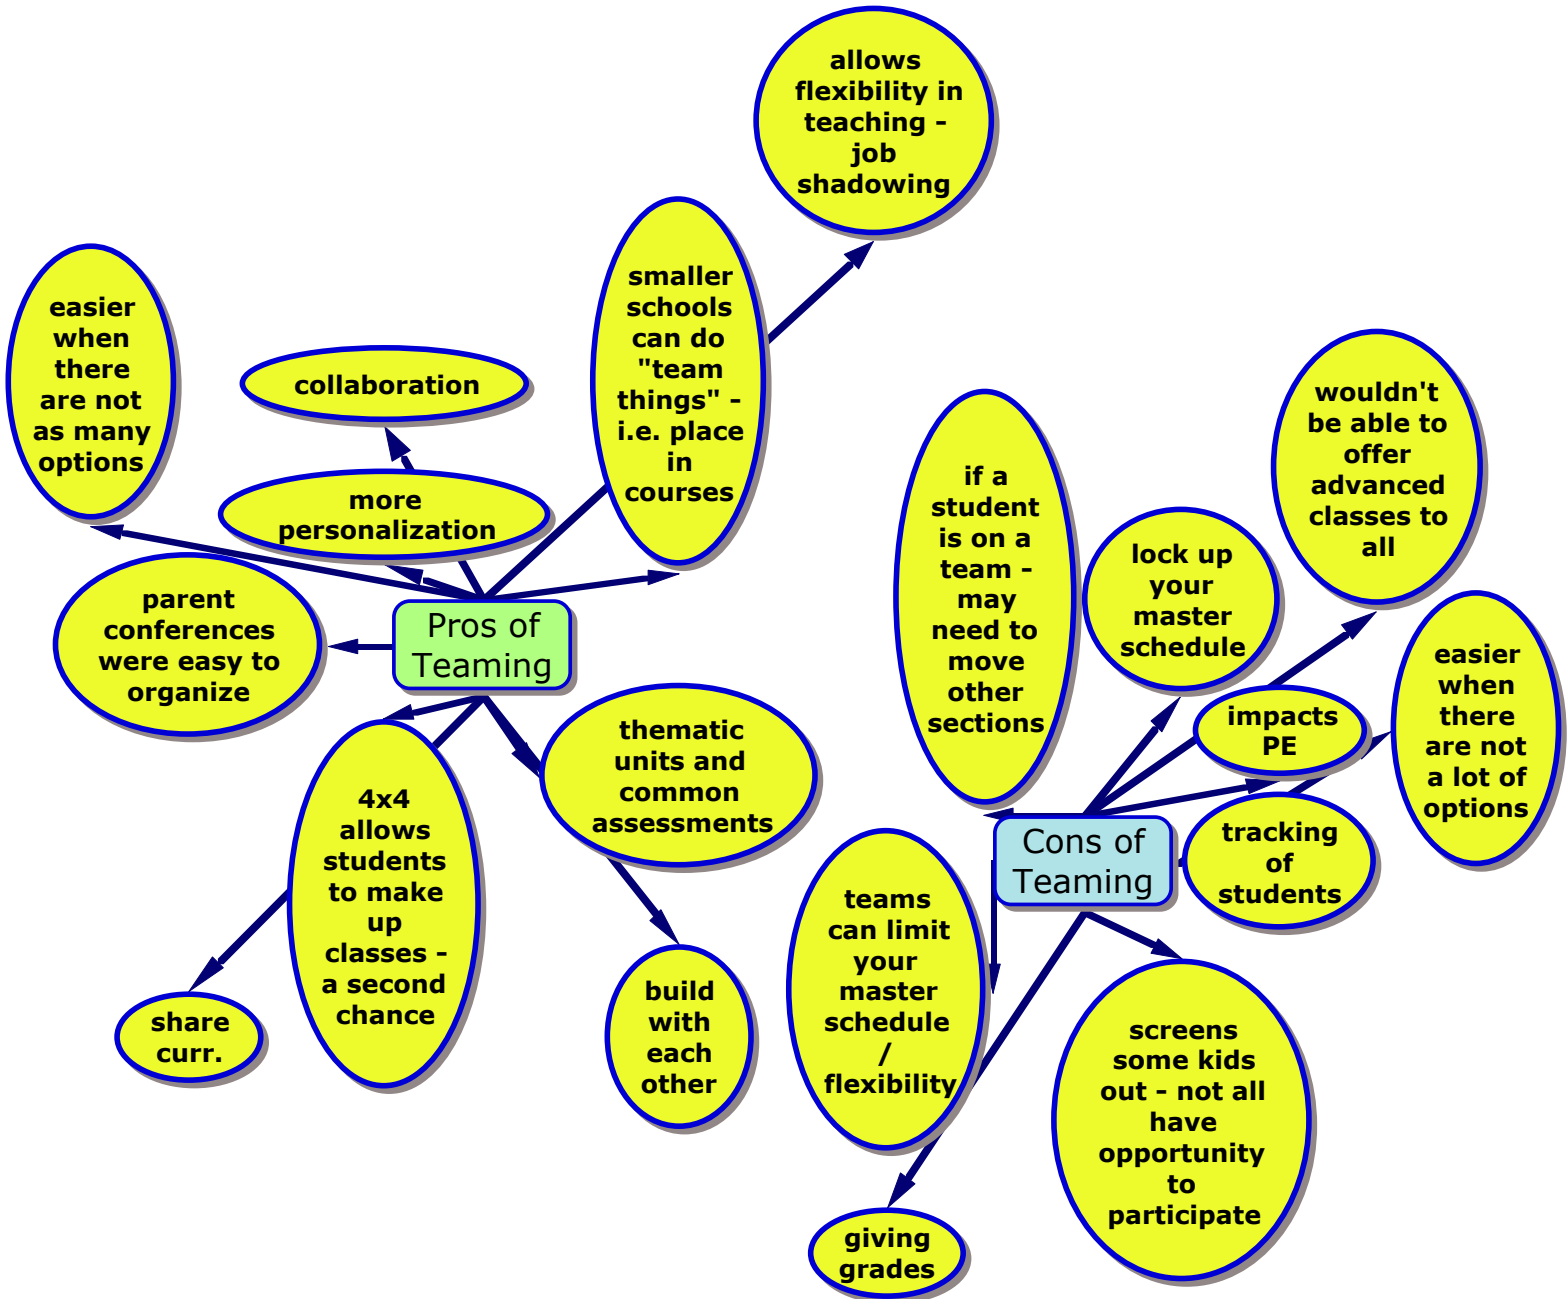 allows
flexibility in
teaching -
job
shadowing
smaller
schools
can do
"team
things" -
i.e. place
in
courses
easier
when
there
are not
as many
options
collaboration
more
personalization
parent
conferences
were easy to
organize
Pros of
Teaming
thematic
units and
common
assessments
4x4
allows
students
to make
up
classes -
a second
chance
share
curr.
build
with
each
other
wouldn't
be able to
offer
advanced
classes to
all
if a
student
is on a
team -
may
need to
move
other
sections
lock up
your
master
schedule
easier
when
there
are not
a lot of
options
impacts
PE
Cons of
Teaming
tracking
of
students
teams
can limit
your
master
schedule
/
flexibility
screens
some kids
out - not all
have
opportunity
to
participate
giving
grades